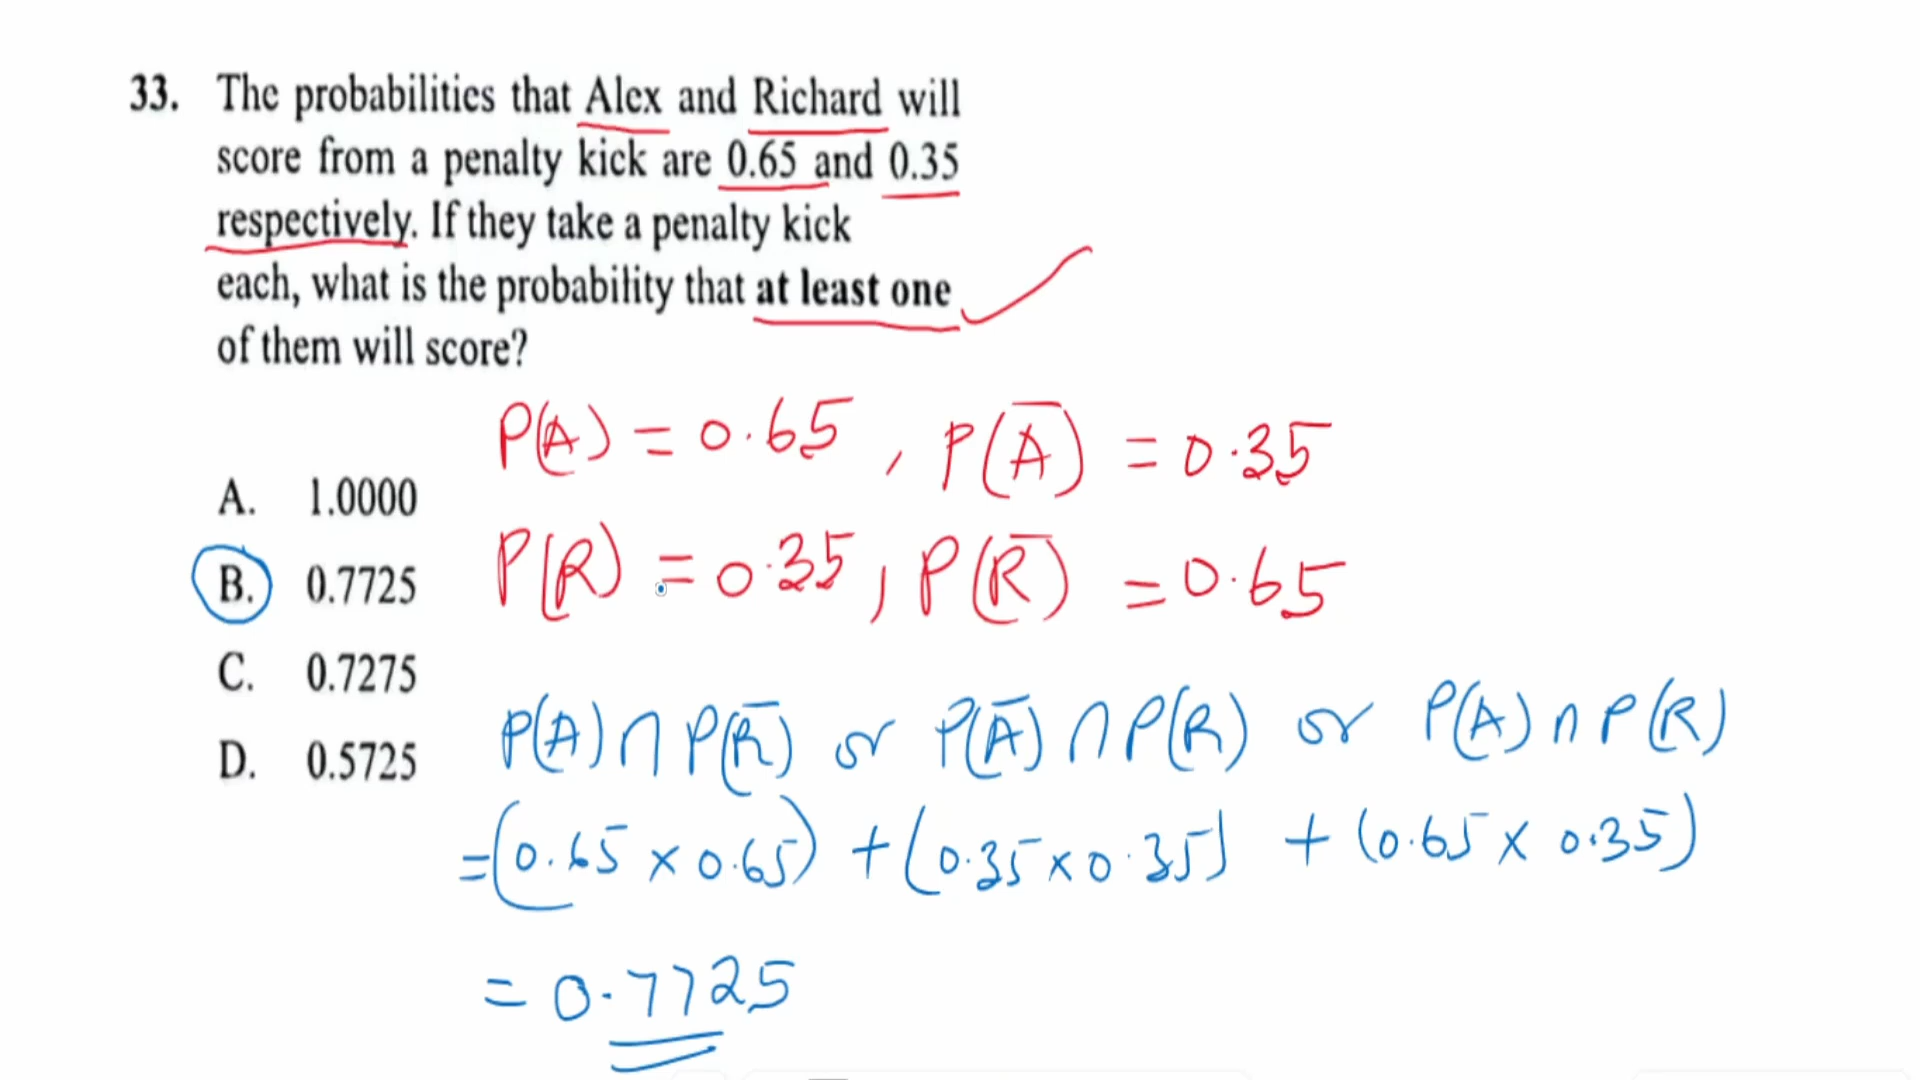 33. The probabilities that Alex and Richard will
score from a penalty kick are 0.65 and 0.35
respectively. If they take a penalty kick
each, what is the probability that at least one
of them will score?
P(A) = 0.65, P(A̅) = 0.35
A. 1.0000
P(R) = 0.35, P(R̅) = 0.65
B. 0.7725
C. 0.7275
P(A) ∩ P(R̅) or P(A̅) ∩ P(R) or P(A) ∩ P(R)
D. 0.5725
= (0.65 × 0.65) + (0.35 × 0.35) + (0.65 × 0.35)
= 0.7725